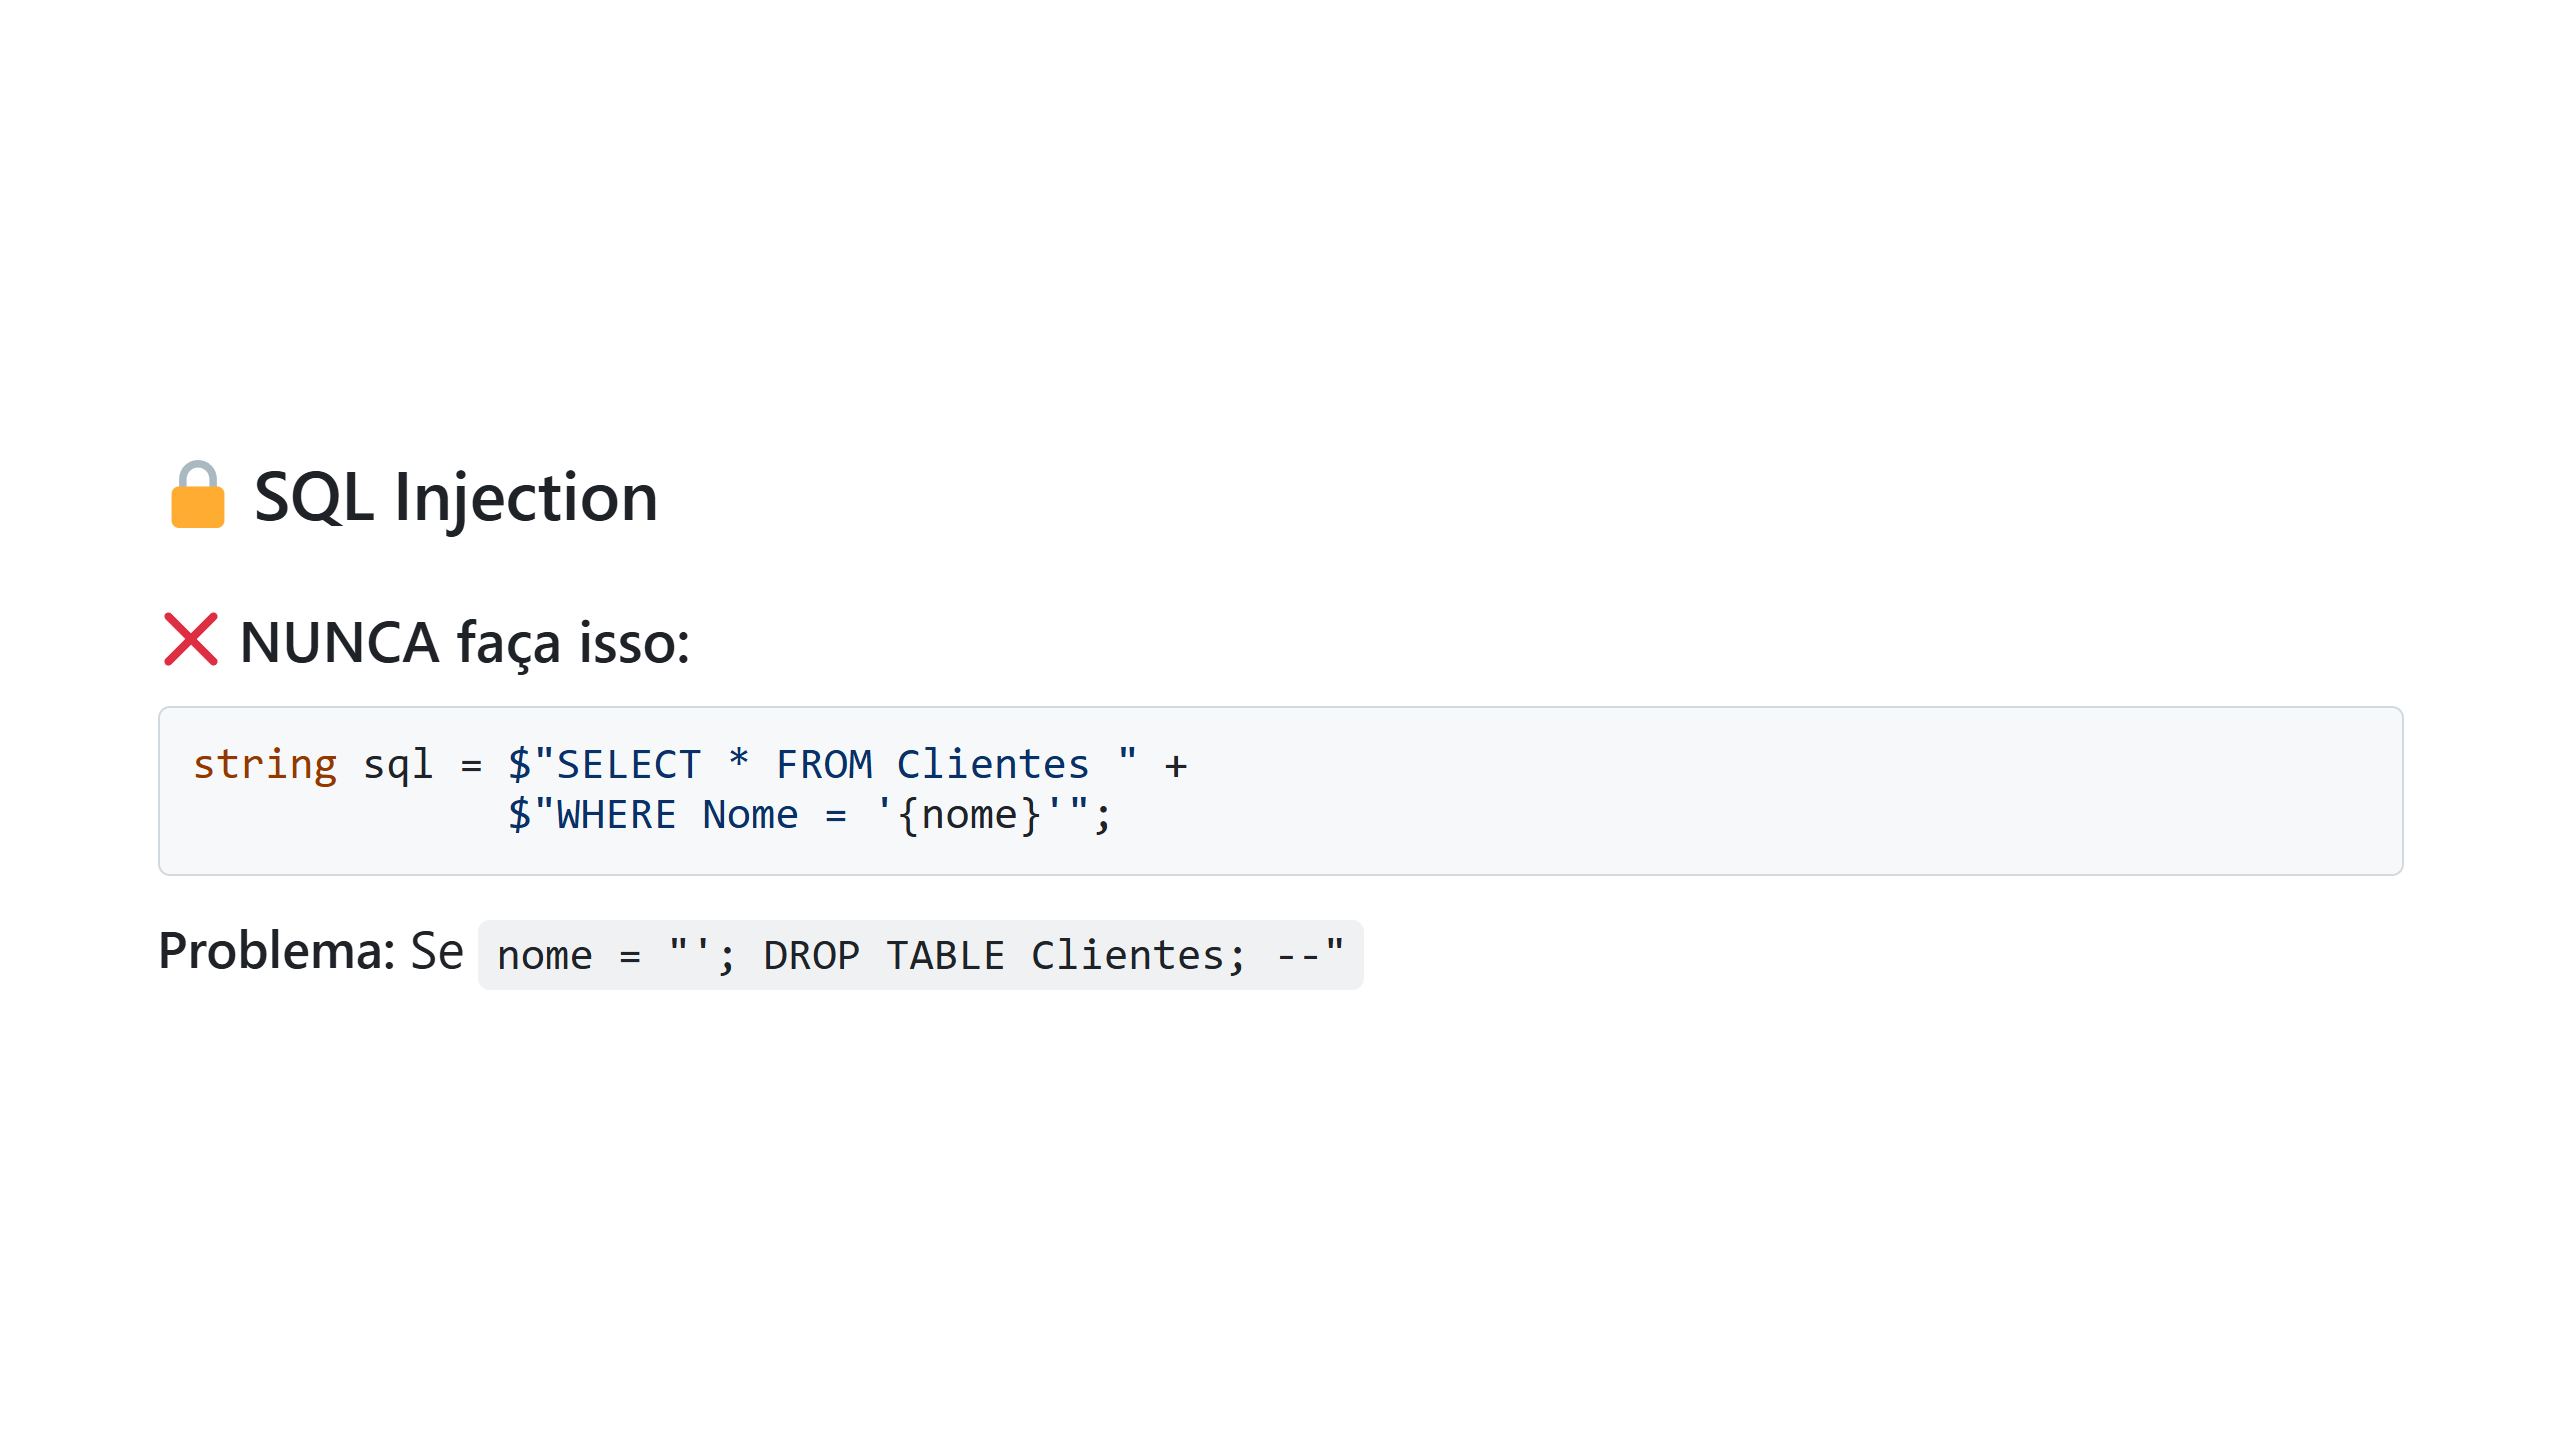 🔒 SQL Injection
❌ NUNCA faça isso:
string sql = $"SELECT * FROM Clientes " +
             $"WHERE Nome = '{nome}'";
Problema: Se nome = "'; DROP TABLE Clientes; --"